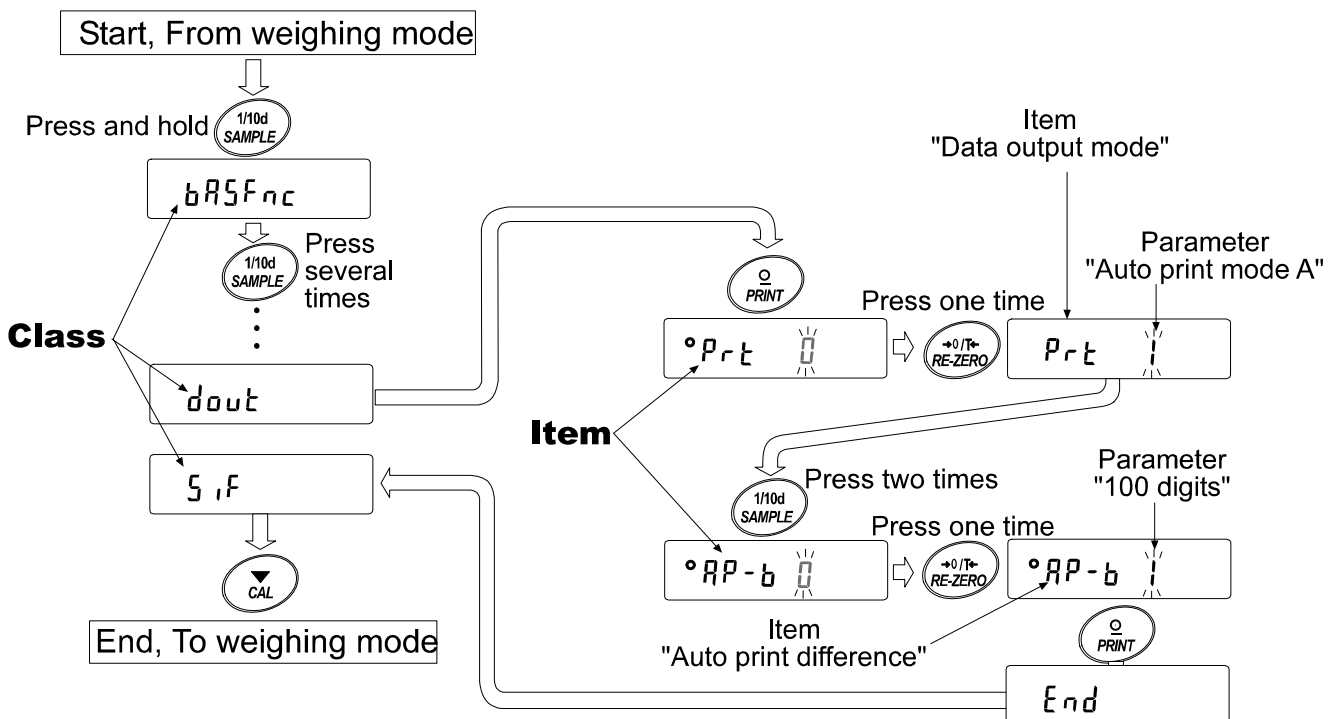 Start, From weighing mode
Press and hold
1/10d
SAMPLE
bASFnc
1/10d
SAMPLE
Press
several
times
Class
dout
SiF
CAL
End, To weighing mode
PRINT
Prt 0
Press one time
→0/T←
RE-ZERO
Item
"Data output mode"
Parameter
"Auto print mode A"
Prt 1
Item
1/10d
SAMPLE
Press two times
AP-b 0
Press one time
→0/T←
RE-ZERO
Parameter
"100 digits"
AP-b 1
Item
"Auto print difference"
PRINT
End